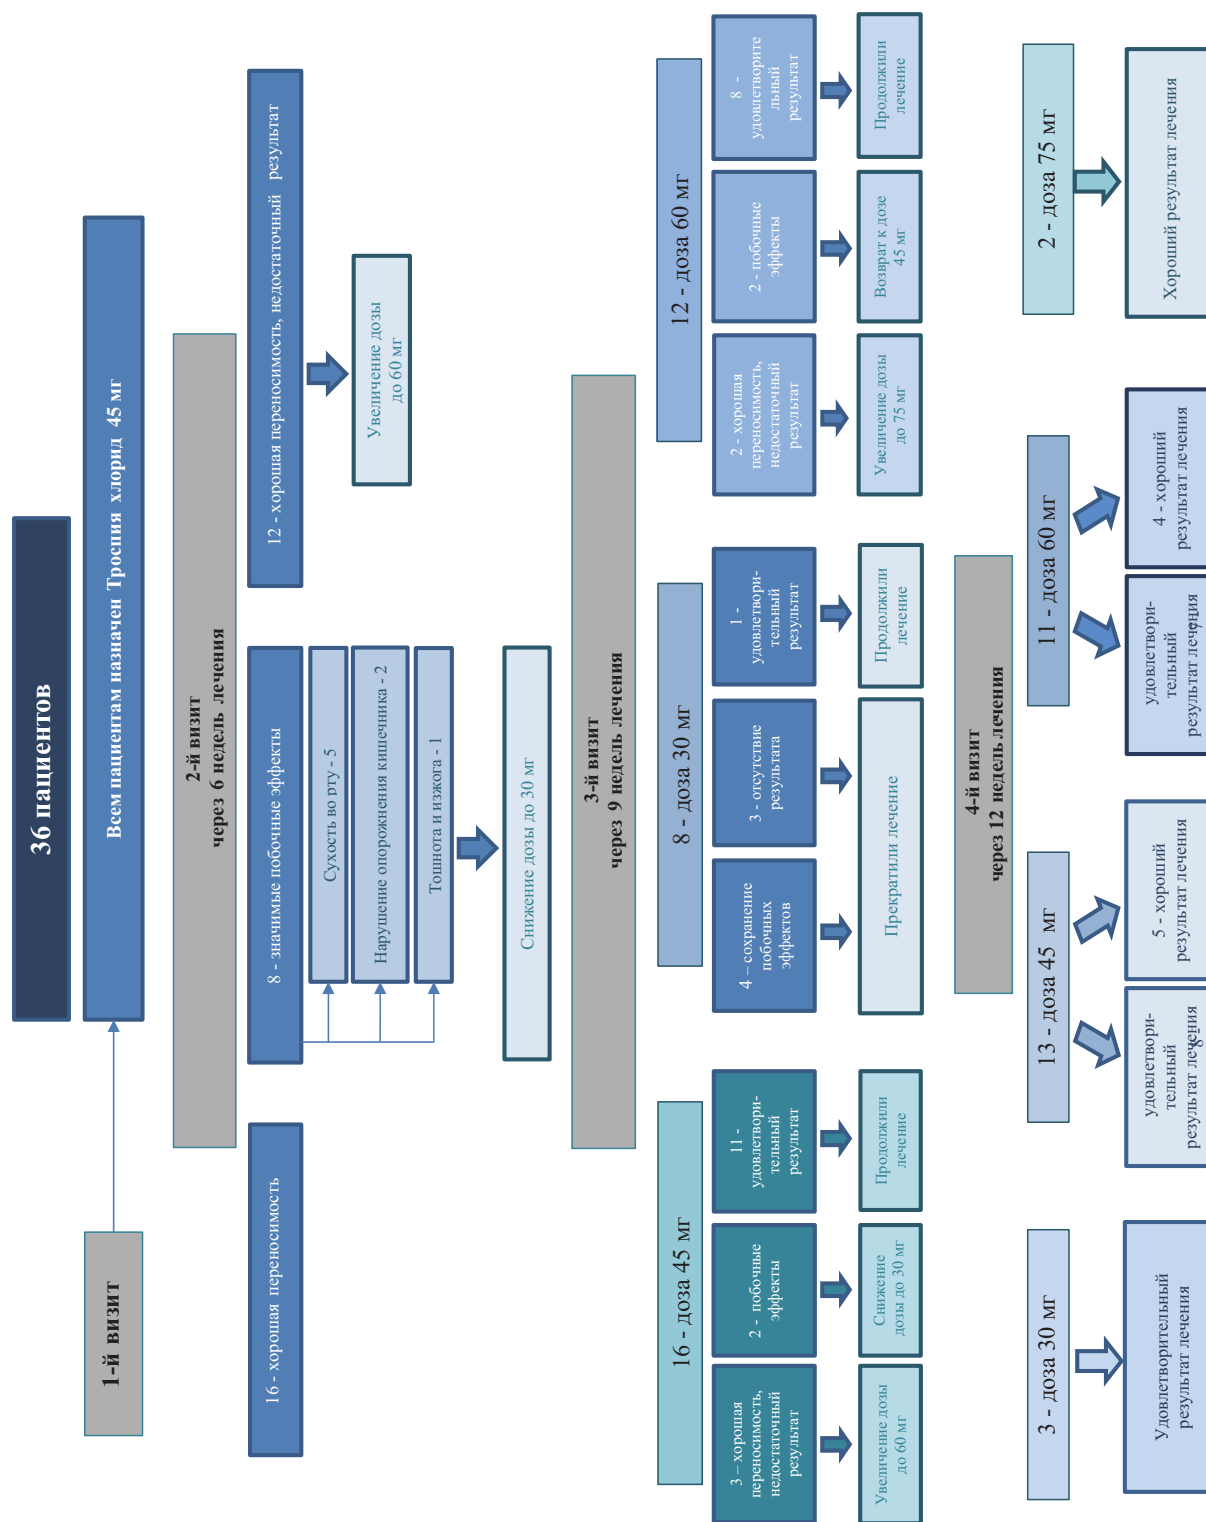 36 пациентов
1-й визит
Всем пациентам назначен Троспия хлорид 45 мг
2-й визит
через 6 недель лечения
16 - хорошая переносимость
8 - значимые побочные эффекты
12 - хорошая переносимость, недостаточный результат
Сухость во рту - 5
Нарушение опорожнения кишечника - 2
Тошнота и изжога - 1
Снижение дозы до 30 мг
Увеличение дозы
до 60 мг
3-й визит
через 9 недель лечения
16 - доза 45 мг
8 - доза 30 мг
12 - доза 60 мг
3 – хорошая
переносимость,
недостаточный
результат
2 - побочные
эффекты
11 -
удовлетвори-
тельный
результат
4 – сохранение
побочных
эффектов
3 - отсутствие
результата
1 -
удовлетвори-
тельный
результат
2 - хорошая
переносимость,
недостаточный
результат
2 - побочные
эффекты
8 -
удовлетворите
льный
результат
Увеличение дозы
до 60 мг
Снижение
дозы до 30 мг
Продолжили
лечение
Прекратили лечение
Продолжили
лечение
Увеличение дозы
до 75 мг
Возврат к дозе
45 мг
Продолжили
лечение
4-й визит
через 12 недель лечения
3 - доза 30 мг
13 - доза 45 мг
11 - доза 60 мг
2 - доза 75 мг
Удовлетворительный
результат лечения
удовлетвори-
тельный
результат лечения
8 -
5 - хороший
результат лечения
удовлетвори-
тельный
результат лечения
7
4 - хороший
результат лечения
Хороший результат лечения